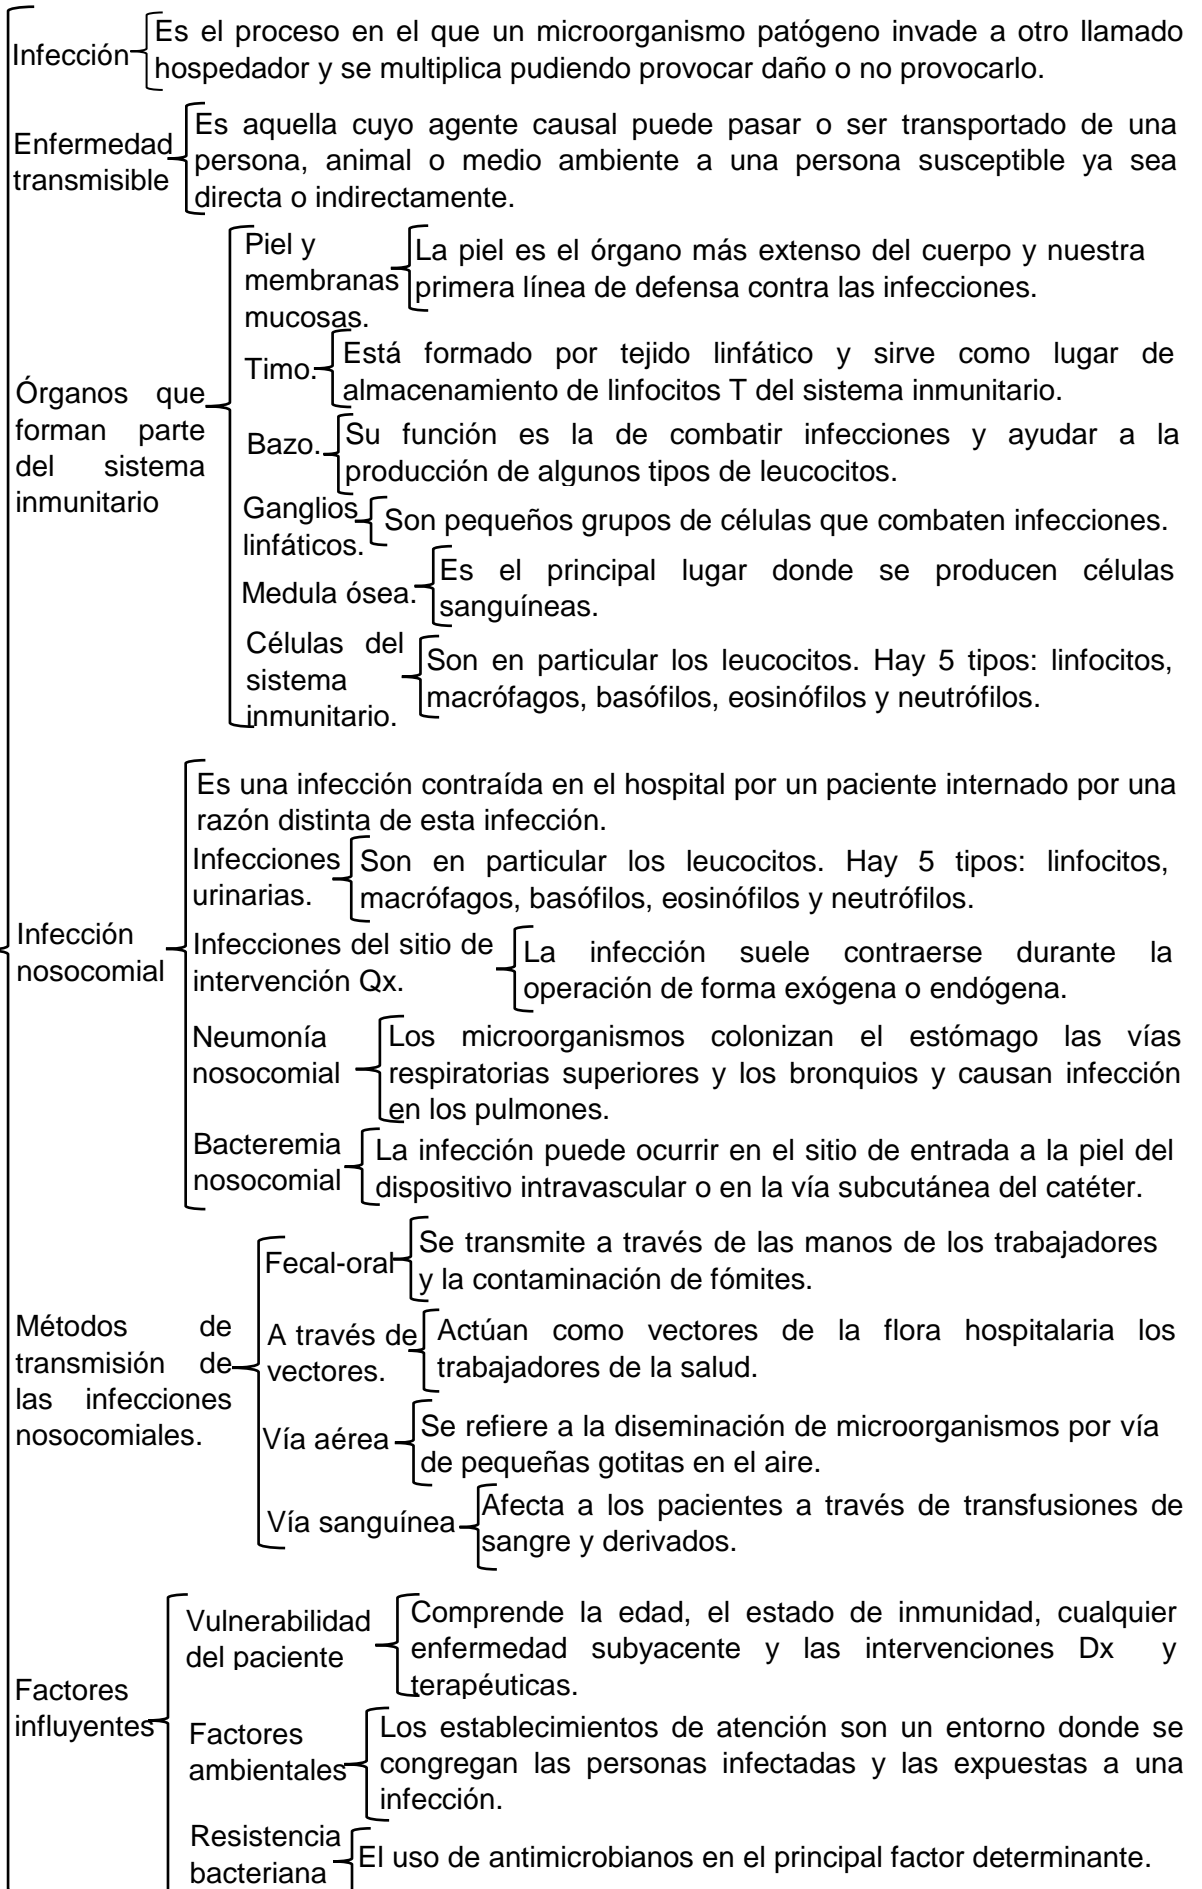 Infección
Es el proceso en el que un microorganismo patógeno invade a otro llamado
hospedador y se multiplica pudiendo provocar daño o no provocarlo.
Enfermedad
transmisible
Es aquella cuyo agente causal puede pasar o ser transportado de una
persona, animal o medio ambiente a una persona susceptible ya sea
directa o indirectamente.
Órganos que
forman parte
del sistema
inmunitario
Piel y
membranas
mucosas.
La piel es el órgano más extenso del cuerpo y nuestra
primera línea de defensa contra las infecciones.
Timo.
Está formado por tejido linfático y sirve como lugar de
almacenamiento de linfocitos T del sistema inmunitario.
Bazo.
Su función es la de combatir infecciones y ayudar a la
producción de algunos tipos de leucocitos.
Ganglios
linfáticos.
Son pequeños grupos de células que combaten infecciones.
Medula ósea.
Es el principal lugar donde se producen células
sanguíneas.
Células del
sistema
inmunitario.
Son en particular los leucocitos. Hay 5 tipos: linfocitos,
macrófagos, basófilos, eosinófilos y neutrófilos.
Infección
nosocomial
Es una infección contraída en el hospital por un paciente internado por una
razón distinta de esta infección.
Infecciones
urinarias.
Son en particular los leucocitos. Hay 5 tipos: linfocitos,
macrófagos, basófilos, eosinófilos y neutrófilos.
Infecciones del sitio de
intervención Qx.
La infección suele contraerse durante la
operación de forma exógena o endógena.
Neumonía
nosocomial
Los microorganismos colonizan el estómago las vías
respiratorias superiores y los bronquios y causan infección
en los pulmones.
Bacteremia
nosocomial
La infección puede ocurrir en el sitio de entrada a la piel del
dispositivo intravascular o en la vía subcutánea del catéter.
Métodos de
transmisión de
las infecciones
nosocomiales.
Fecal-oral
Se transmite a través de las manos de los trabajadores
y la contaminación de fómites.
A través de
vectores.
Actúan como vectores de la flora hospitalaria los
trabajadores de la salud.
Vía aérea
Se refiere a la diseminación de microorganismos por vía
de pequeñas gotitas en el aire.
Vía sanguínea
Afecta a los pacientes a través de transfusiones de
sangre y derivados.
Factores
influyentes
Vulnerabilidad
del paciente
Comprende la edad, el estado de inmunidad, cualquier
enfermedad subyacente y las intervenciones Dx y
terapéuticas.
Factores
ambientales
Los establecimientos de atención son un entorno donde se
congregan las personas infectadas y las expuestas a una
infección.
Resistencia
bacteriana
El uso de antimicrobianos en el principal factor determinante.